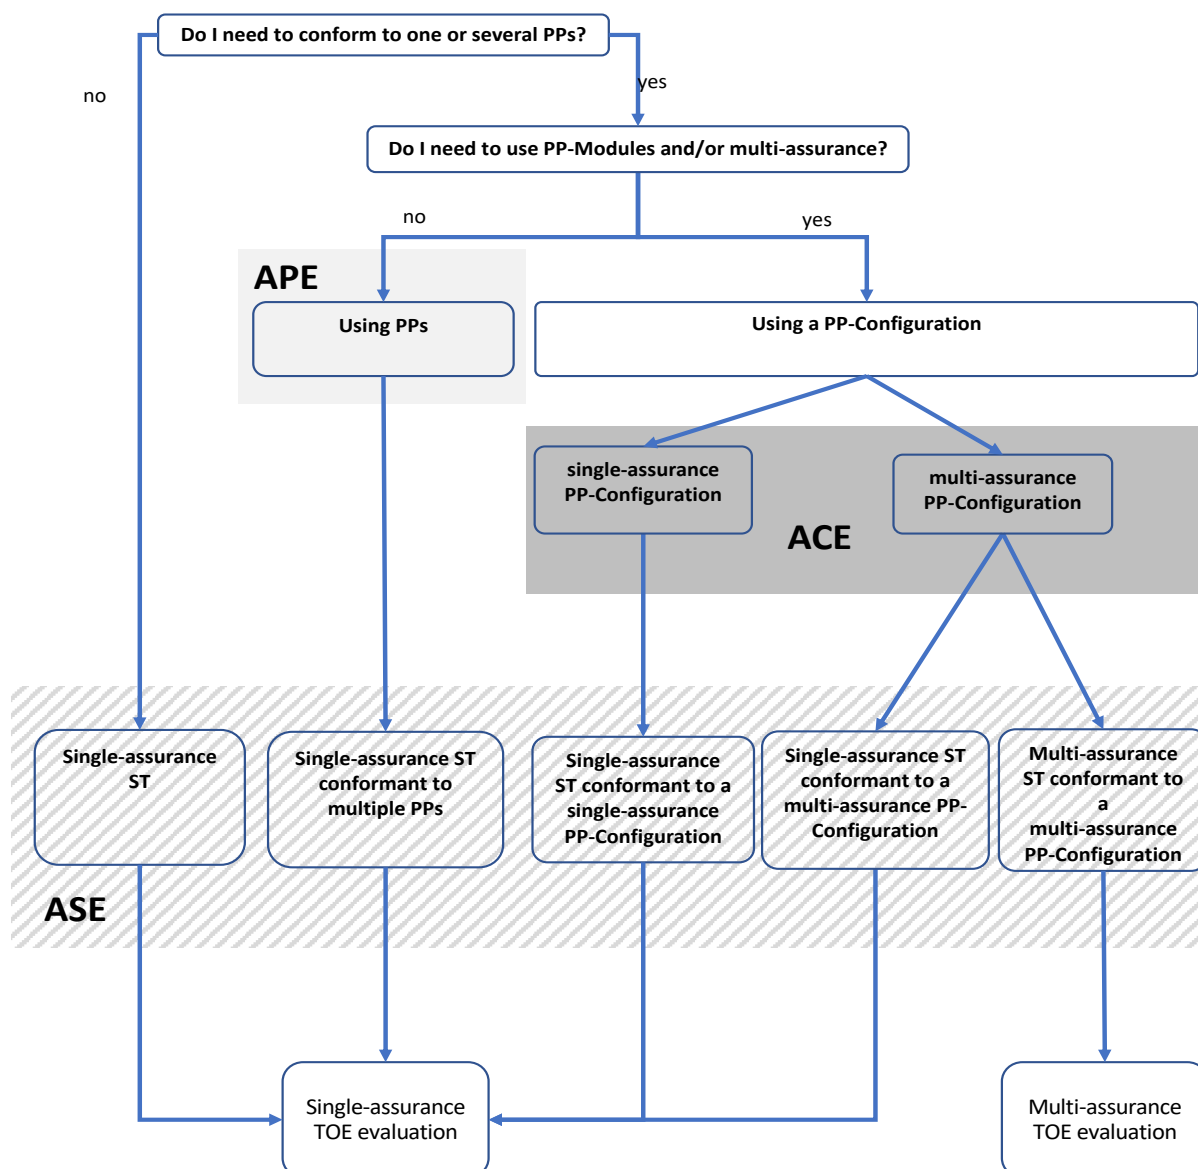 Do I need to conform to one or several PPs?
no
yes
Do I need to use PP-Modules and/or multi-assurance?
no
yes
APE
Using PPs
Using a PP-Configuration
single-assurance
PP-Configuration
multi-assurance
PP-Configuration
ACE
Single-assurance
ST
Single-assurance ST
conformant to
multiple PPs
Single-assurance
ST conformant to a
single-assurance
PP-Configuration
Single-assurance ST
conformant to a
multi-assurance PP-
Configuration
Multi-assurance
ST conformant to
a
multi-assurance
PP-Configuration
ASE
Single-assurance
TOE evaluation
Multi-assurance
TOE evaluation